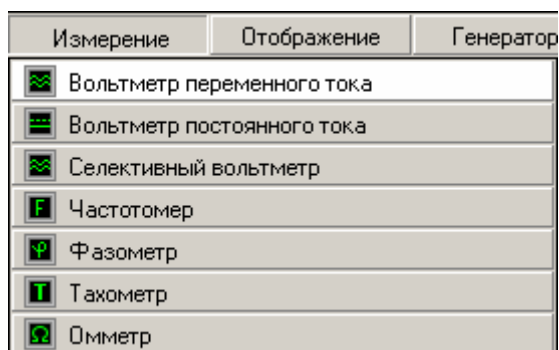 Измерение Отображение Генератор
Вольтметр переменного тока
Вольтметр постоянного тока
Селективный вольтметр
F Частотомер
φ Фазометр
T Тахометр
Ω Омметр